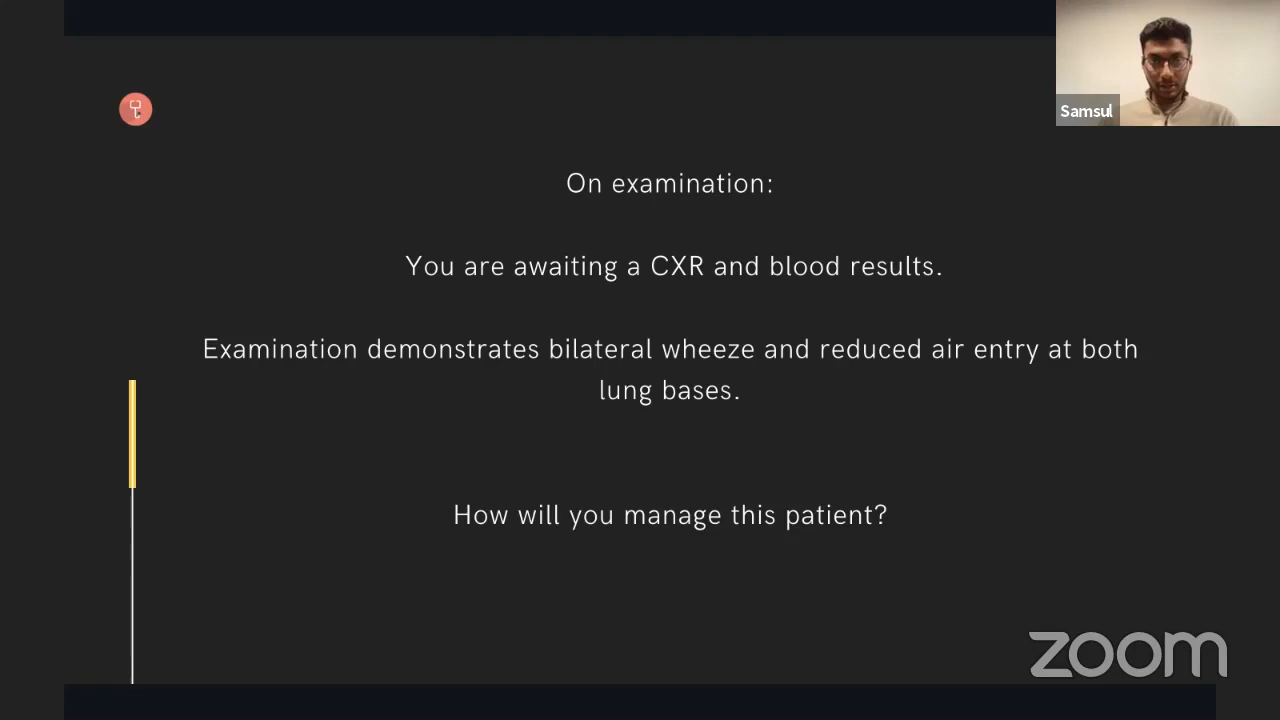 Samsul
On examination:
You are awaiting a CXR and blood results.
Examination demonstrates bilateral wheeze and reduced air entry at both
lung bases.
How will you manage this patient?
zoom